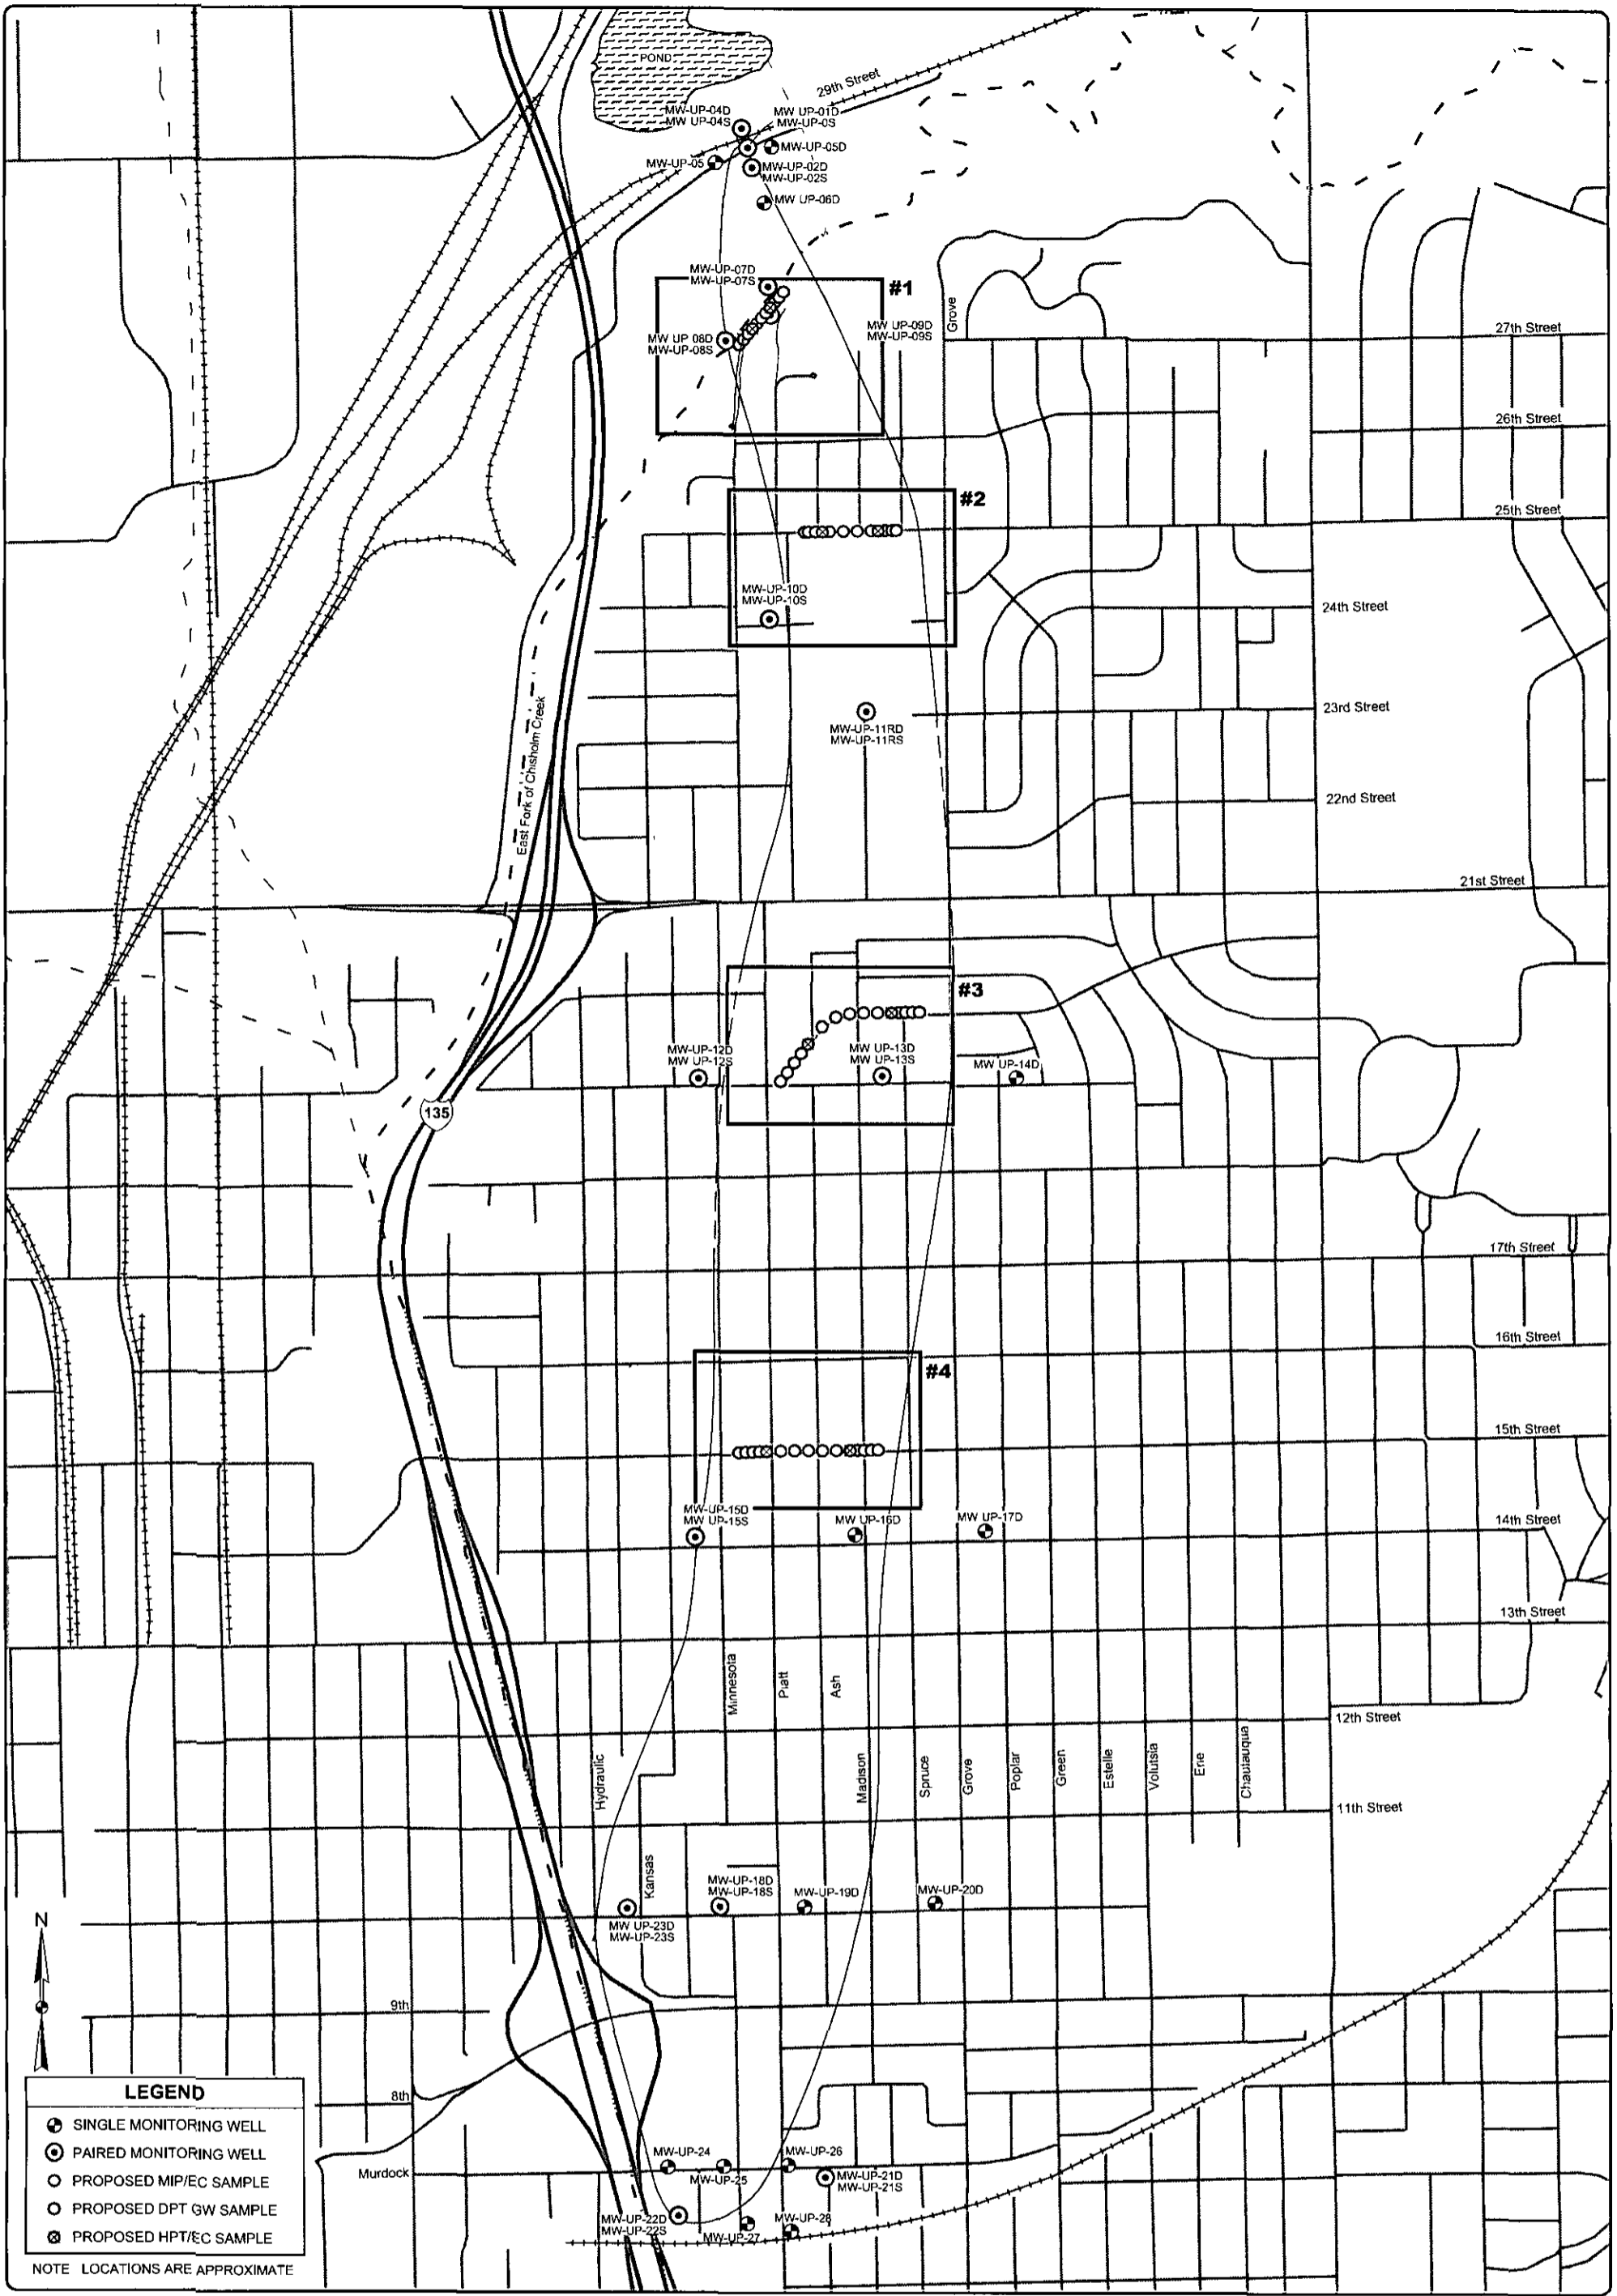 POND
29th Street
MW-UP-04D
MW UP-04S
MW UP-01D
MW-UP-0S
MW-UP-05D
MW-UP-05
MW-UP-02D
MW-UP-02S
MW UP-06D
MW-UP-07D
MW-UP-07S
#1
MW UP-09D
MW-UP-09S
Grove
27th Street
MW UP 08D
MW-UP-08S
26th Street
#2
25th Street
MW-UP-10D
MW-UP-10S
24th Street
East Fork of Chisholm Creek
MW-UP-11RD
MW-UP-11RS
23rd Street
22nd Street
21st Street
#3
MW-UP-12D
MW UP-12S
MW UP-13D
MW UP-13S
MW UP-14D
135
17th Street
16th Street
#4
15th Street
MW-UP-15D
MW UP-15S
MW UP-16D
MW UP-17D
14th Street
13th Street
Minnesota
Piatt
Ash
12th Street
Hydraulic
Madison
Spruce
Grove
Poplar
Green
Estelle
Volutsia
Erie
Chautauqua
11th Street
Kansas
MW-UP-18D
MW-UP-18S
MW-UP-19D
MW-UP-20D
MW UP-23D
MW-UP-23S
N
9th
8th
LEGEND
SINGLE MONITORING WELL
PAIRED MONITORING WELL
PROPOSED MIP/EC SAMPLE
PROPOSED DPT GW SAMPLE
PROPOSED HPT/EC SAMPLE
NOTE LOCATIONS ARE APPROXIMATE
Murdock
MW-UP-24
MW-UP-25
MW-UP-26
MW-UP-21D
MW-UP-21S
MW-UP-22D
MW-UP-22S
MW-UP-27
MW-UP-28